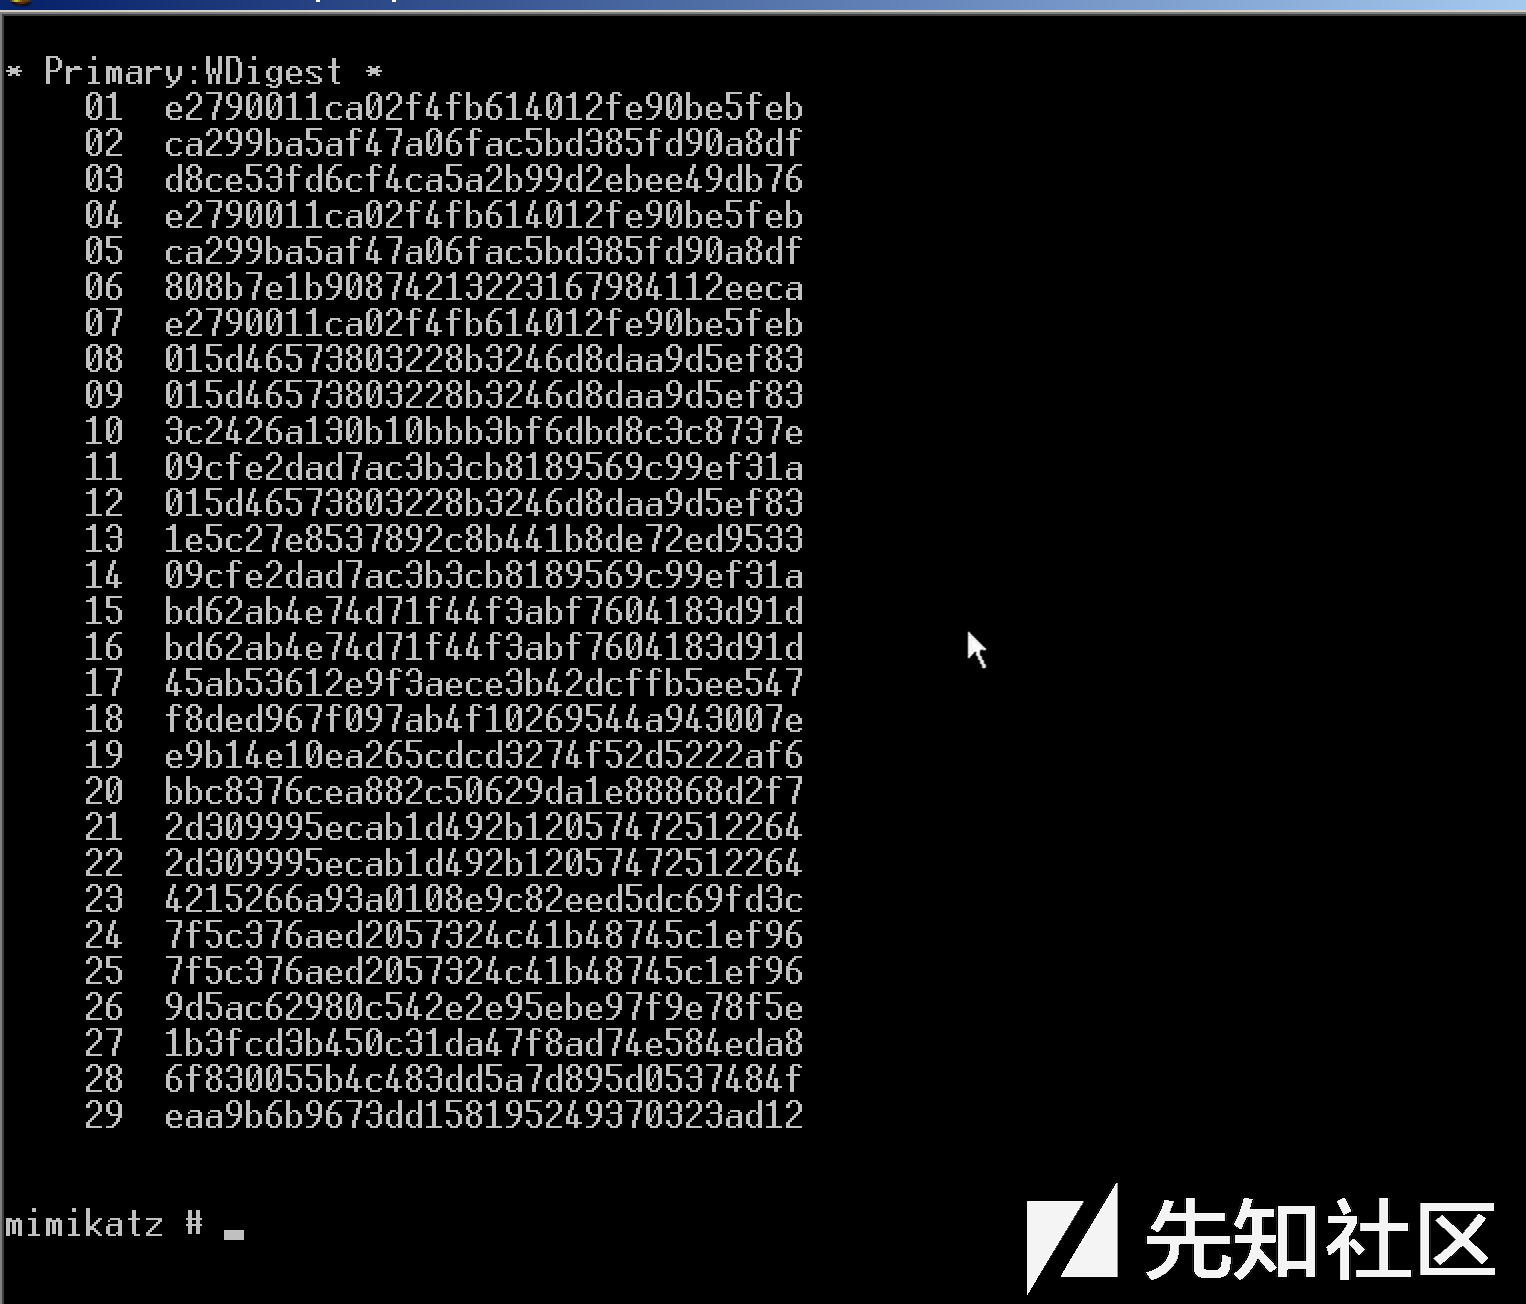 * Primary:WDigest *
01 e2790011ca02f4fb614012fe90be5feb
02 ca299ba5af47a06fac5bd385fd90a8df
03 d8ce53fd6cf4ca5a2b99d2ebee49db76
04 e2790011ca02f4fb614012fe90be5feb
05 ca299ba5af47a06fac5bd385fd90a8df
06 808b7e1b908742132231679841​12eeca
07 e2790011ca02f4fb614012fe90be5feb
08 015d46573803228b3246d8daa9d5ef83
09 015d46573803228b3246d8daa9d5ef83
10 3c2426a130b10bbb3bf6dbd8c3c8737e
11 09cfe2dad7ac3b3cb8189569c99ef31a
12 015d46573803228b3246d8daa9d5ef83
13 1e5c27e8537892c8b441b8de72ed9533
14 09cfe2dad7ac3b3cb8189569c99ef31a
15 bd62ab4e74d71f44f3abf7604183d91d
16 bd62ab4e74d71f44f3abf7604183d91d
17 45ab53612e9f3aece3b42dcffb5ee547
18 f8ded967f097ab4f10269544a943007e
19 e9b14e10ea265cdcd3274f52d5222af6
20 bbc8376cea882c50629da1e88868d2f7
21 2d309995ecab1d492b12057472512264
22 2d309995ecab1d492b12057472512264
23 4215266a93a0108e9c82eed5dc69fd3c
24 7f5c376aed2057324c41b48745c1ef96
25 7f5c376aed2057324c41b48745c1ef96
26 9d5ac62980c542e2e95ebe97f9e78f5e
27 1b3fcd3b450c31da47f8ad74e584eda8
28 6f830055b4c483dd5a7d895d0537484f
29 eaa9b6b9673dd158195249370323ad12
mimikatz #
先知社区